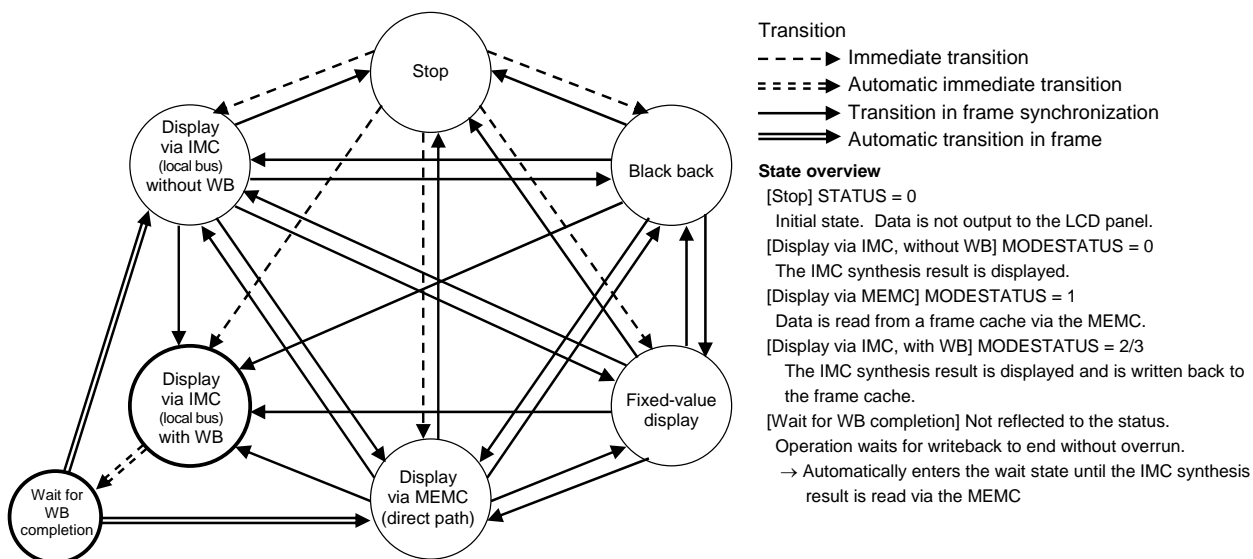 Stop
Display
via IMC
(local bus)
without WB
Black back
Display
via IMC
(local bus)
with WB
Fixed-value
display
Display
via MEMC
(direct path)
Wait for
WB
completion
Transition
Immediate transition
Automatic immediate transition
Transition in frame synchronization
Automatic transition in frame
State overview
[Stop] STATUS = 0
Initial state. Data is not output to the LCD panel.
[Display via IMC, without WB] MODESTATUS = 0
The IMC synthesis result is displayed.
[Display via MEMC] MODESTATUS = 1
Data is read from a frame cache via the MEMC.
[Display via IMC, with WB] MODESTATUS = 2/3
The IMC synthesis result is displayed and is written back to
the frame cache.
[Wait for WB completion] Not reflected to the status.
Operation waits for writeback to end without overrun.
→ Automatically enters the wait state until the IMC synthesis
result is read via the MEMC